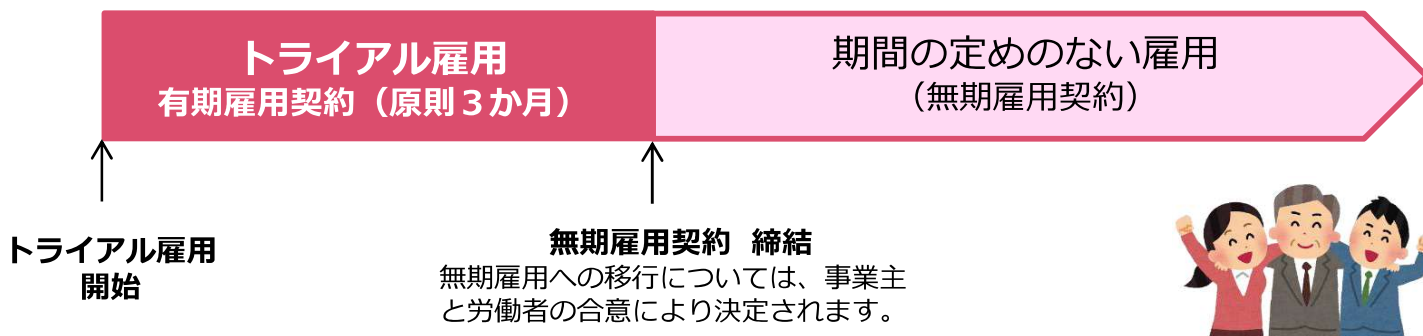 トライアル雇用
有期雇用契約（原則３か月）
期間の定めのない雇用
（無期雇用契約）
トライアル雇用
開始
無期雇用契約 締結
無期雇用への移行については、事業主
と労働者の合意により決定されます。